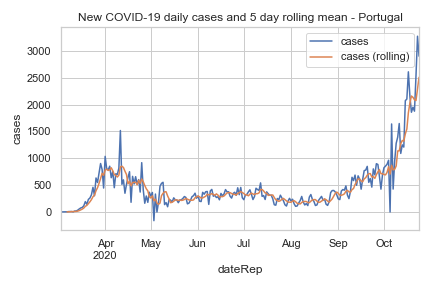 New COVID-19 daily cases and 5 day rolling mean - Portugal
cases
cases (rolling)
3000
2500
2000
1500
1000
500
0
cases
Apr
2020
May
Jun
Jul
Aug
Sep
Oct
dateRep